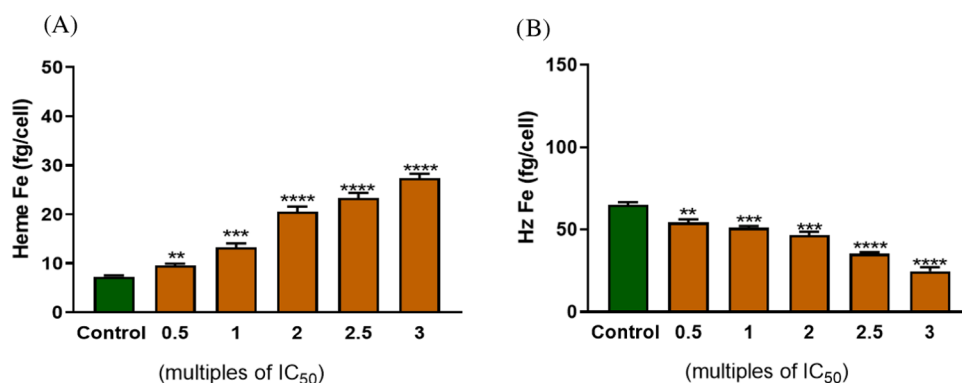 (A)
Heme Fe (fg/cell)
50
40
30
20
10
0
**
***
****
****
****
Control 0.5 1 2 2.5 3
(multiples of IC50)
(B)
Hz Fe (fg/cell)
150
100
50
0
**
***
***
****
****
Control 0.5 1 2 2.5 3
(multiples of IC50)